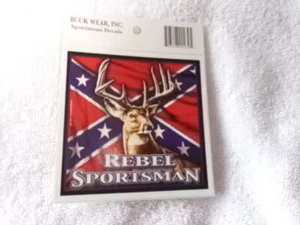 BUCK WEAR, INC.
Sportsman Decals
REBEL
SPORTSMAN